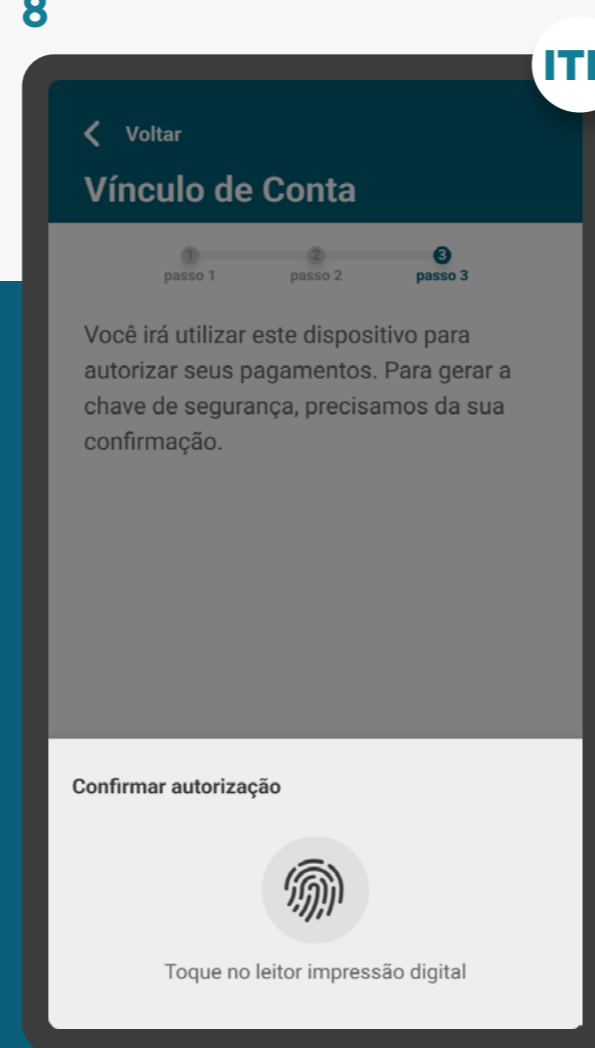 8
ITI
Voltar
Vínculo de Conta
1 2 3
passo 1 passo 2 passo 3
Você irá utilizar este dispositivo para
autorizar seus pagamentos. Para gerar a
chave de segurança, precisamos da sua
confirmação.
Confirmar autorização
Toque no leitor impressão digital